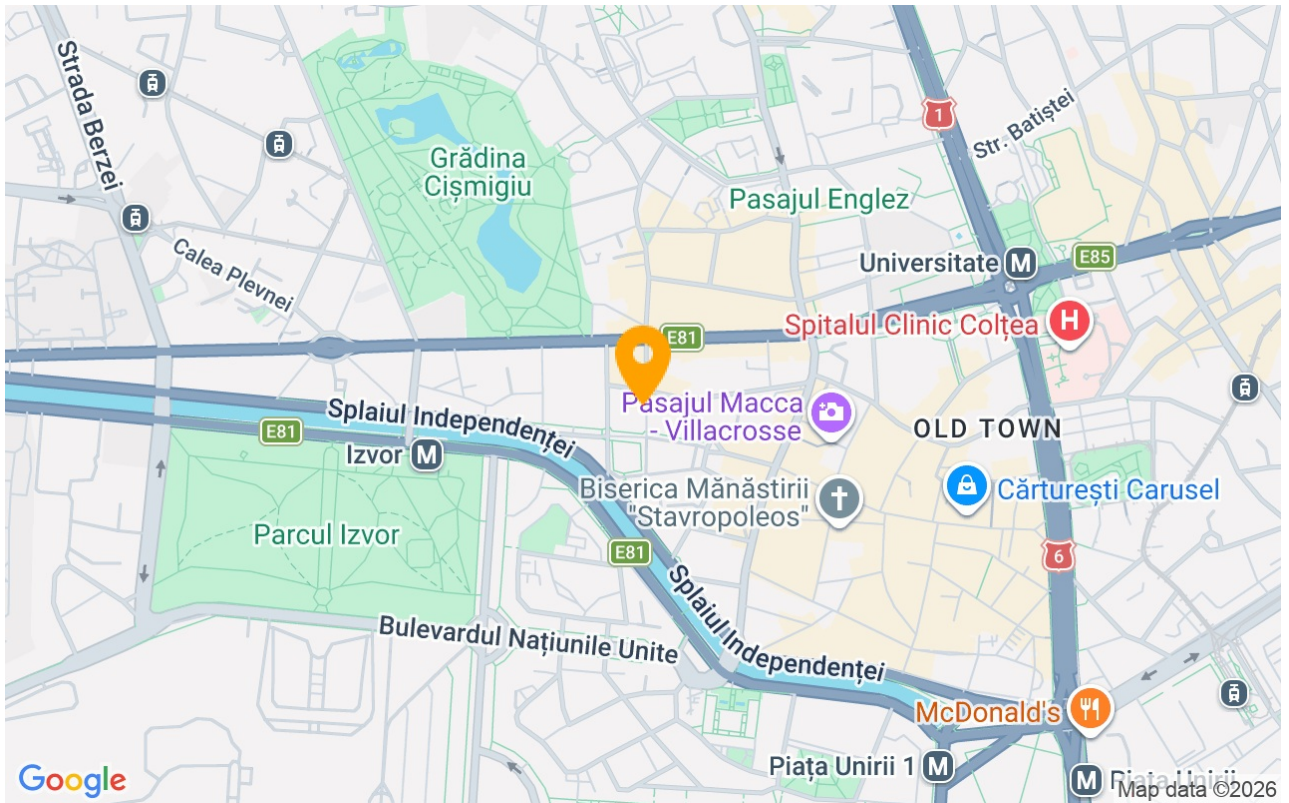 Strada Berzei
1
Str. Batiștei
Grădina
Cișmigiu
Pasajul Englez
Calea Plevnei
Universitate M
E85
Spitalul Clinic Colțea H
E81
Pasajul Macca
- Villacrosse
Splaiul Independenței
E81
Izvor M
OLD TOWN
Biserica Mănăstirii
"Stavropoleos"
Cărturești Carusel
Parcul Izvor
E81
6
Splaiul Independenței
Bulevardul Națiunile Unite
McDonald's
Piața Unirii 1 M
M Piața Unirii
Google
Map data ©2026